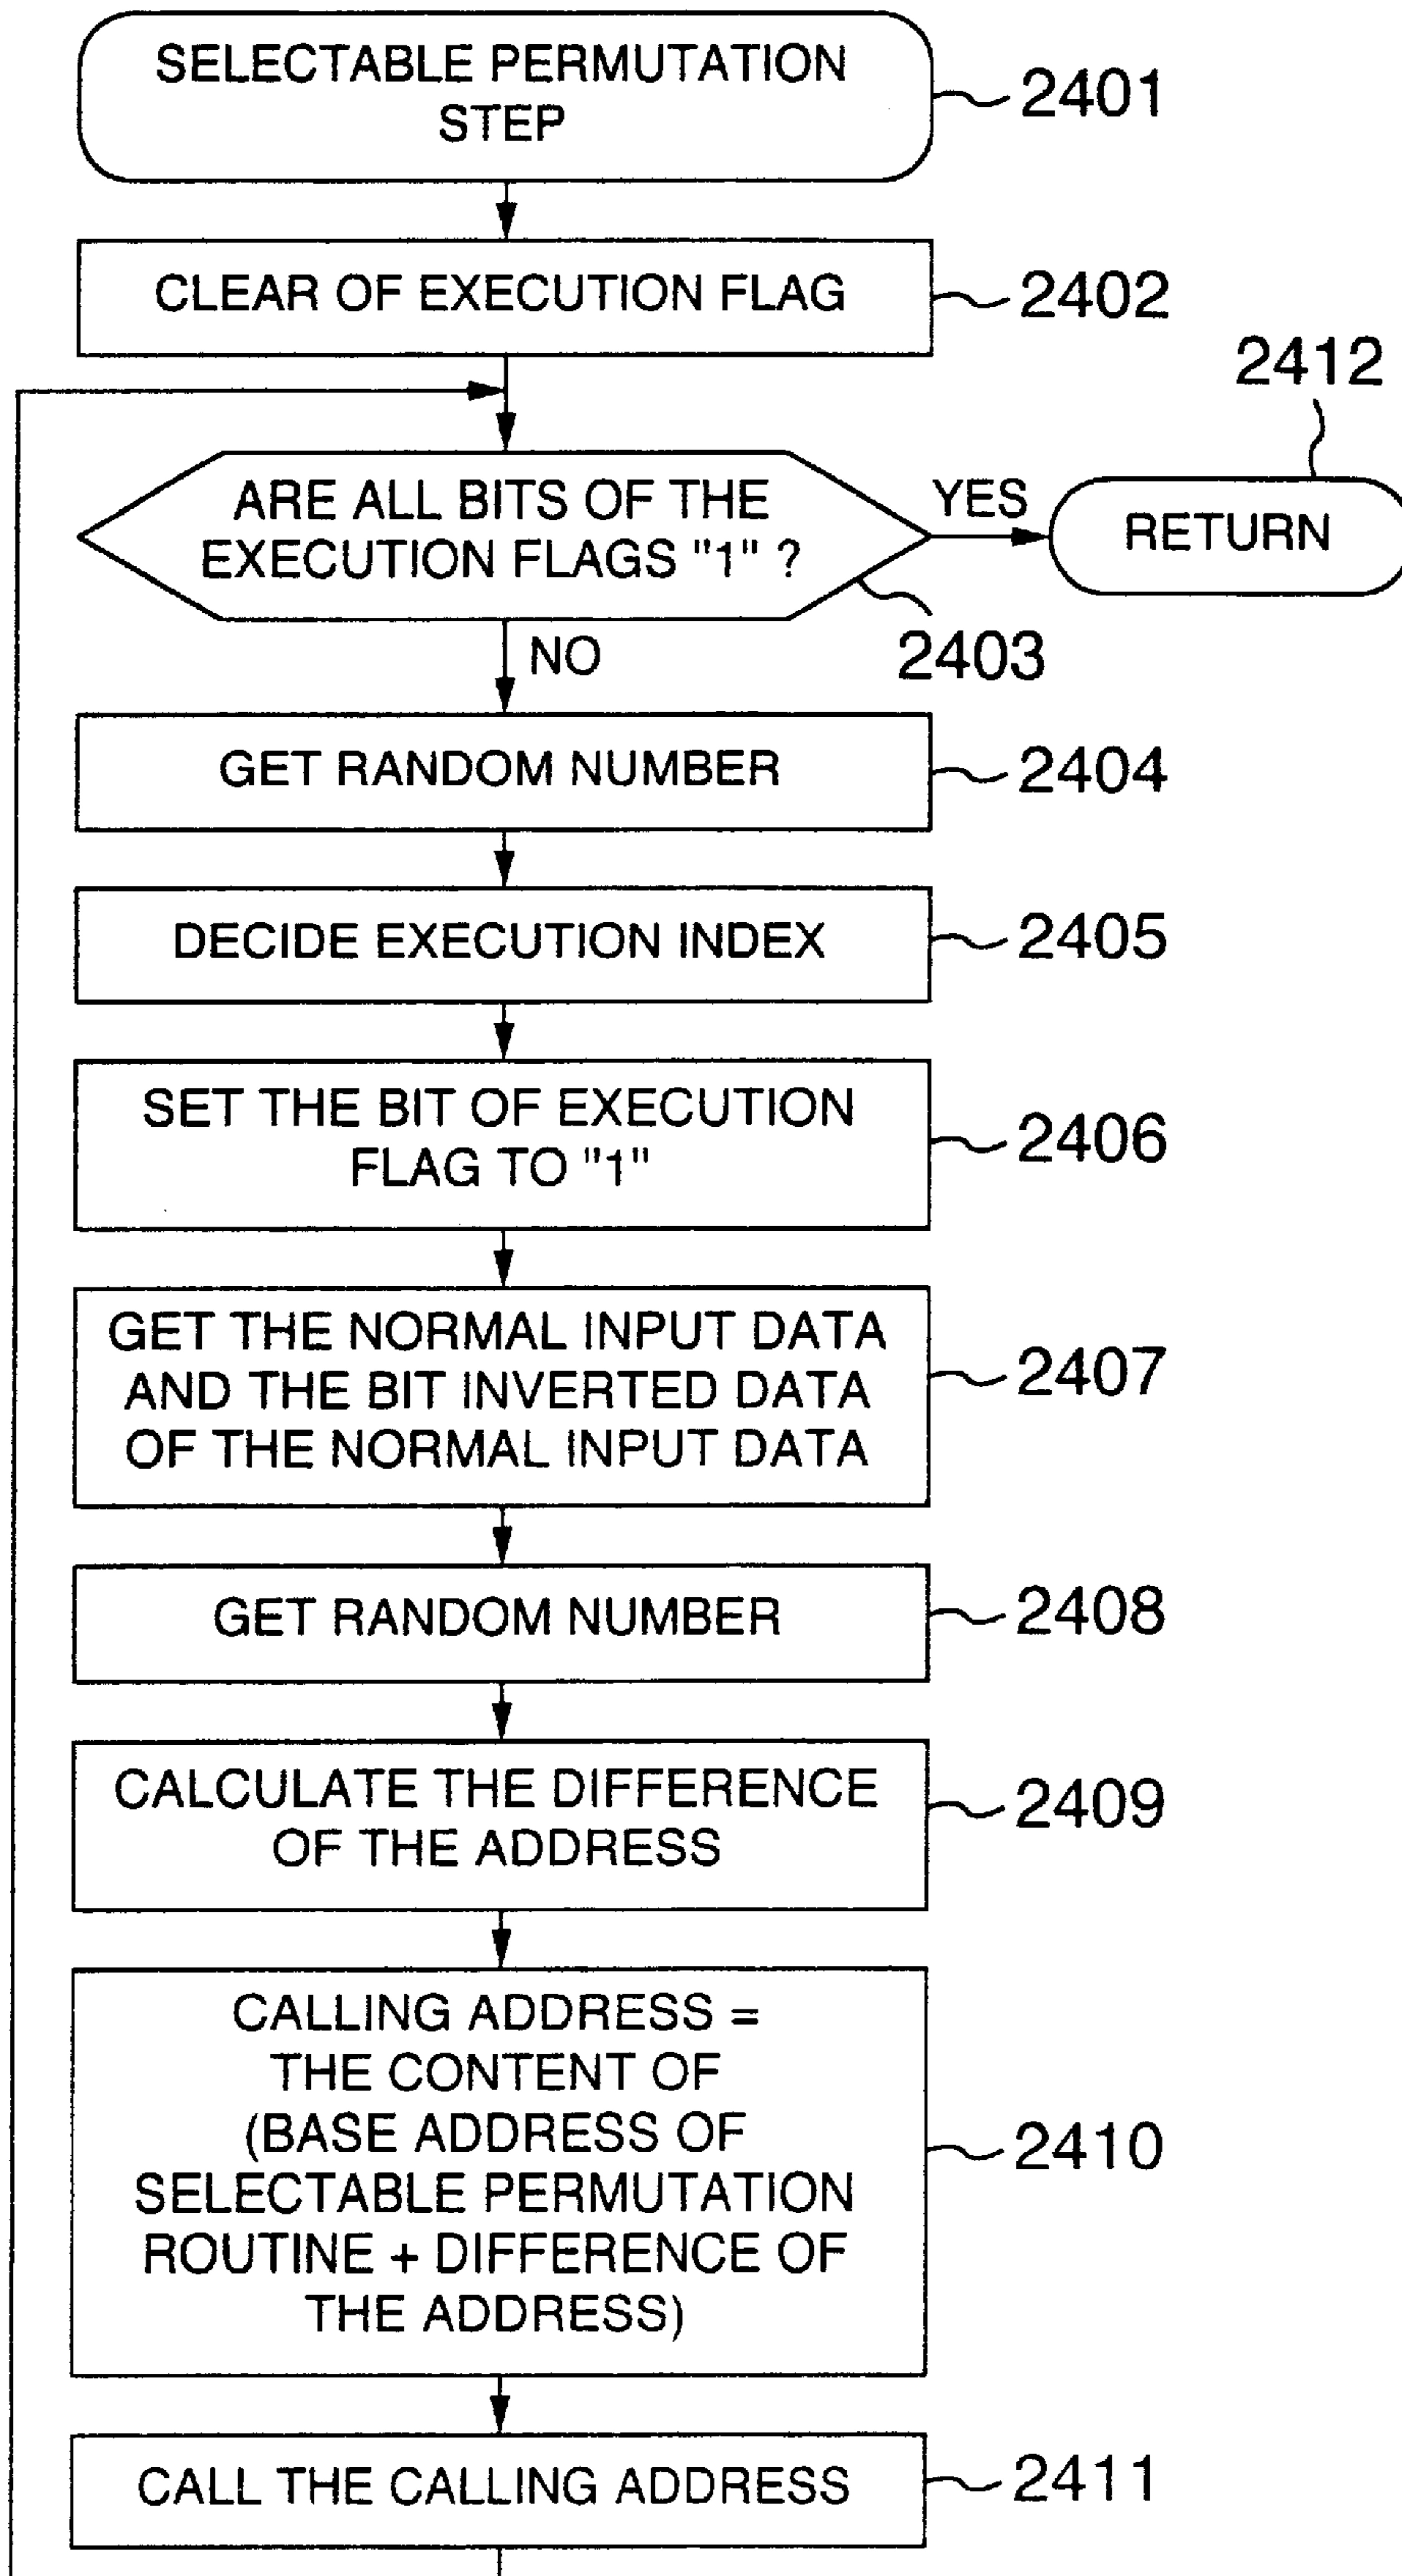 SELECTABLE PERMUTATION
STEP
2401
CLEAR OF EXECUTION FLAG
2402
2412
ARE ALL BITS OF THE
EXECUTION FLAGS "1" ?
YES
RETURN
2403
NO
GET RANDOM NUMBER
2404
DECIDE EXECUTION INDEX
2405
SET THE BIT OF EXECUTION
FLAG TO "1"
2406
GET THE NORMAL INPUT DATA
AND THE BIT INVERTED DATA
OF THE NORMAL INPUT DATA
2407
GET RANDOM NUMBER
2408
CALCULATE THE DIFFERENCE
OF THE ADDRESS
2409
CALLING ADDRESS =
THE CONTENT OF
(BASE ADDRESS OF
SELECTABLE PERMUTATION
ROUTINE + DIFFERENCE OF
THE ADDRESS)
2410
CALL THE CALLING ADDRESS
2411